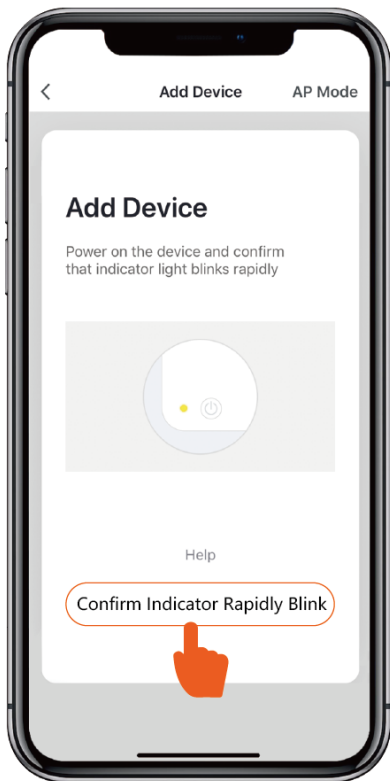 Add Device
AP Mode
Add Device
Power on the device and confirm
that indicator light blinks rapidly
Help
Confirm Indicator Rapidly Blink